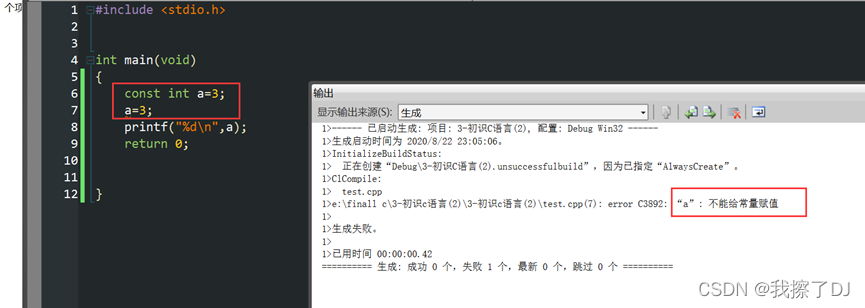 个项
1 #include <stdio.h>
2
3
4 int main(void)
5 {
6 const int a=3;
7 a=3;
8 printf("%d\n",a);
9 return 0;
10
11
12 }
输出
显示输出来源(S): 生成
1>------ 已启动生成: 项目: 3-初识C语言(2), 配置: Debug Win32 ------
1>生成启动时间为 2020/8/22 23:05:06。
1>InitializeBuildStatus:
1>  正在创建“Debug\3-初识C语言(2).unsuccessfulbuild”，因为已指定“AlwaysCreate”。
1>ClCompile:
1>  test.cpp
1>e:\finall c\3-初识c语言(2)\3-初识c语言(2)\test.cpp(7): error C3892: “a”: 不能给常量赋值
1>
1>生成失败。
1>
1>已用时间 00:00:00.42
========== 生成: 成功 0 个，失败 1 个，最新 0 个，跳过 0 个 ==========
CSDN @我擦了DJ